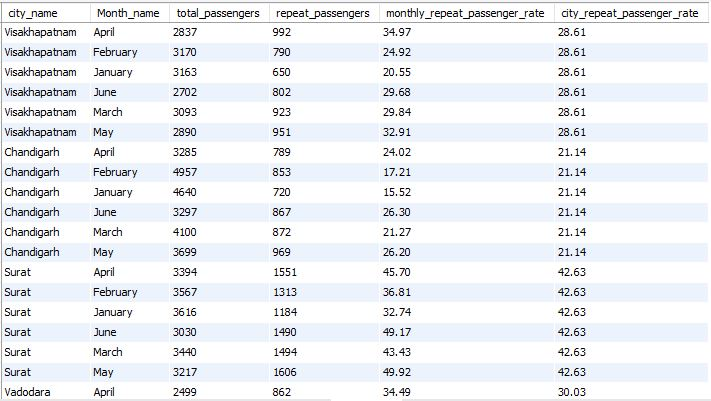 city_name Month_name total_passengers repeat_passengers monthly_repeat_passenger_rate city_repeat_passenger_rate
Visakhapatnam April 2837 992 34.97 28.61
Visakhapatnam February 3170 790 24.92 28.61
Visakhapatnam January 3163 650 20.55 28.61
Visakhapatnam June 2702 802 29.68 28.61
Visakhapatnam March 3093 923 29.84 28.61
Visakhapatnam May 2890 951 32.91 28.61
Chandigarh April 3285 789 24.02 21.14
Chandigarh February 4957 853 17.21 21.14
Chandigarh January 4640 720 15.52 21.14
Chandigarh June 3297 867 26.30 21.14
Chandigarh March 4100 872 21.27 21.14
Chandigarh May 3699 969 26.20 21.14
Surat April 3394 1551 45.70 42.63
Surat February 3567 1313 36.81 42.63
Surat January 3616 1184 32.74 42.63
Surat June 3030 1490 49.17 42.63
Surat March 3440 1494 43.43 42.63
Surat May 3217 1606 49.92 42.63
Vadodara April 2499 862 34.49 30.03